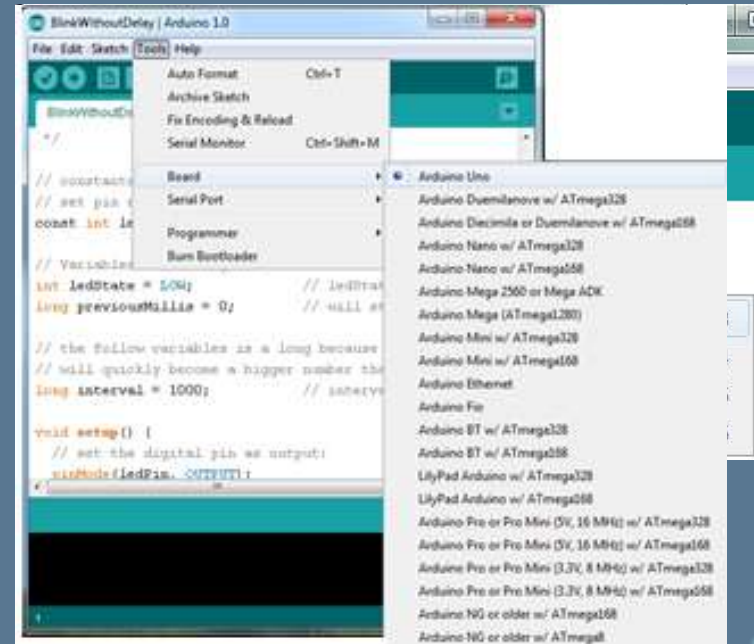 BlinkWithoutDelay | Arduino 1.0
File Edit Sketch Tools Help
Auto Format Ctrl+T
Archive Sketch
Fix Encoding & Reload
Serial Monitor Ctrl+Shift+M
Board
Serial Port
Programmer
Burn Bootloader
Arduino Uno
Arduino Duemilanove w/ ATmega328
Arduino Diecimila or Duemilanove w/ ATmega168
Arduino Nano w/ ATmega328
Arduino Nano w/ ATmega168
Arduino Mega 2560 or Mega ADK
Arduino Mega (ATmega1280)
Arduino Mini w/ ATmega328
Arduino Mini w/ ATmega168
Arduino Ethernet
Arduino Fio
Arduino BT w/ ATmega328
Arduino BT w/ ATmega168
LilyPad Arduino w/ ATmega328
LilyPad Arduino w/ ATmega168
Arduino Pro or Pro Mini (5V, 16 MHz) w/ ATmega328
Arduino Pro or Pro Mini (5V, 16 MHz) w/ ATmega168
Arduino Pro or Pro Mini (3.3V, 8 MHz) w/ ATmega328
Arduino Pro or Pro Mini (3.3V, 8 MHz) w/ ATmega168
Arduino NG or older w/ ATmega168
Arduino NG or older w/ ATmega8
BlinkWithoutDe
*/
// constants
// set pin
const int le
// Variables
int ledState = LOW; // ledStat
long previousMillis = 0; // will st
// the follow variables is a long because
// will quickly become a bigger number tha
long interval = 1000; // interv
void setup() {
// set the digital pin as output:
pinMode(ledPin, OUTPUT);